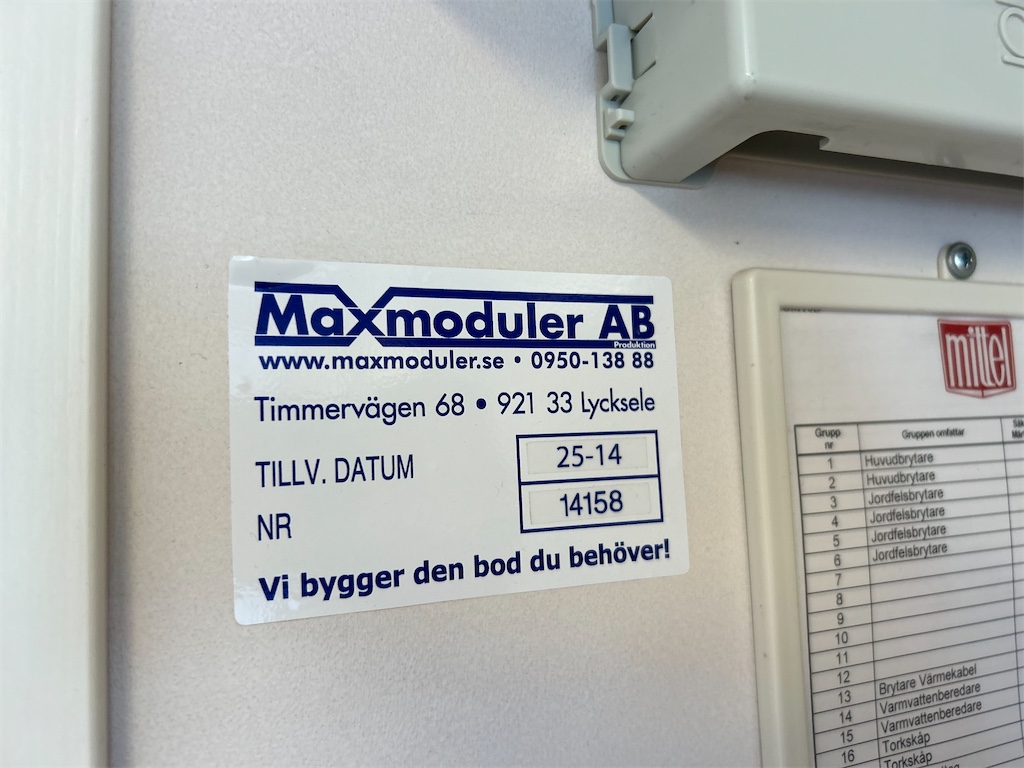 Maxmoduler AB
Produktion
www.maxmoduler.se • 0950-138 88
Timmervägen 68 • 921 33 Lycksele
TILLV. DATUM 25-14
NR 14158
Vi bygger den bod du behöver!
mittel
Grupp nr Gruppen omfattar
1 Huvudbrytare
2 Huvudbrytare
3 Jordfelsbrytare
4 Jordfelsbrytare
5 Jordfelsbrytare
6 Jordfelsbrytare
7
8
9
10
11
12
13 Brytare Värmekabel
14 Varmvattenberedare
15 Varmvattenberedare
16 Torkskåp
Torkskåp